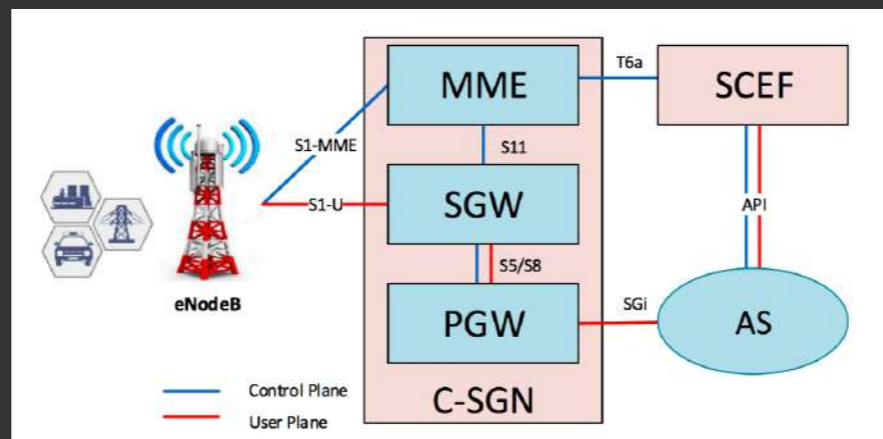 MME
T6a
SCEF
S1-MME
S11
S1-U
SGW
API
S5/S8
eNodeB
PGW
SGi
AS
Control Plane
User Plane
C-SGN